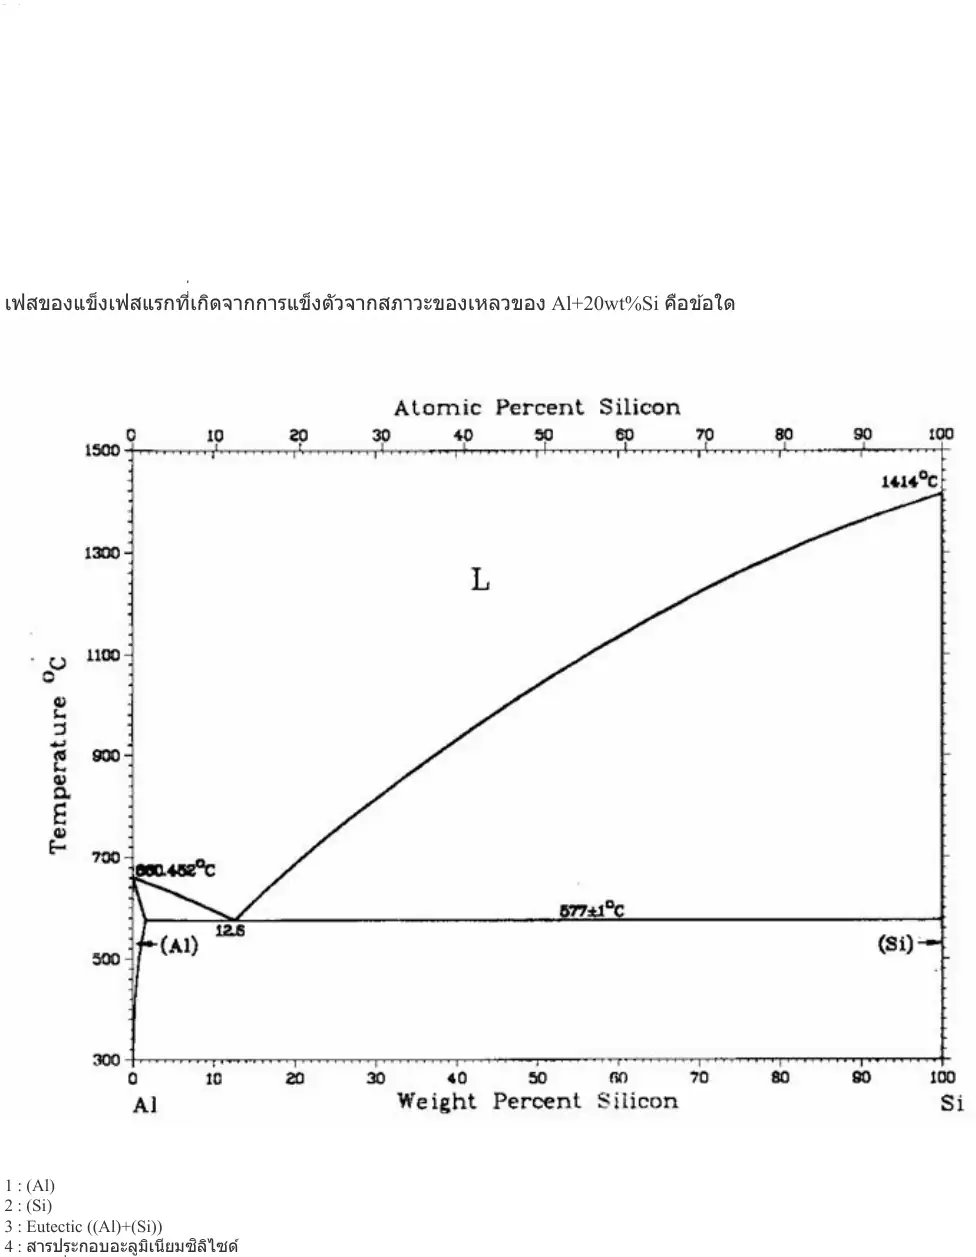 เฟสของแข็งเฟสแรกที่เกิดจากการแข็งตัวจากสภาวะของเหลวของ Al+20wt%Si คือข้อใด
Atomic Percent Silicon
0 10 20 30 40 50 60 70 80 90 100
1500
1414°C
1300
L
1100
Temperature °C
900
700
660.452°C
577±1°C
12.6
(Al)
(Si)
500
300
0 10 20 30 40 50 60 70 80 90 100
Al Weight Percent Silicon Si
1 : (Al)
2 : (Si)
3 : Eutectic ((Al)+(Si))
4 : สารประกอบอะลูมิเนียมซิลิไซด์